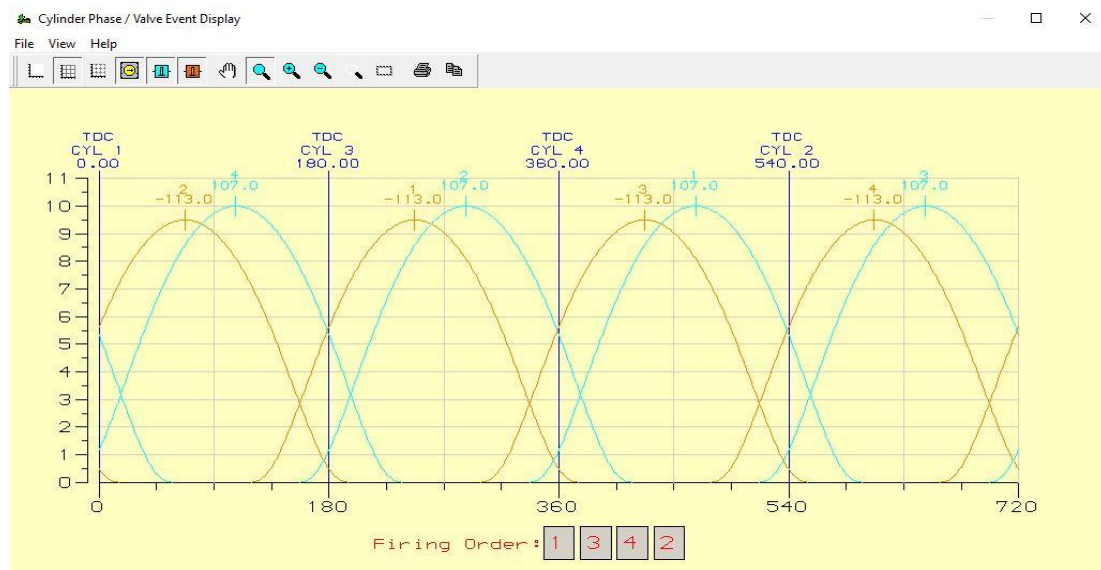 Cylinder Phase / Valve Event Display
File View Help
TDC TDC TDC TDC
CYL 1 CYL 3 CYL 4 CYL 2
0.00 180.00 360.00 540.00
2 4 1 2 3 1 4 3
-113.0 107.0 -113.0 107.0 -113.0 107.0 -113.0 107.0
11
10
9
8
7
6
5
4
3
2
1
0
0 180 360 540 720
Firing Order: 1 3 4 2